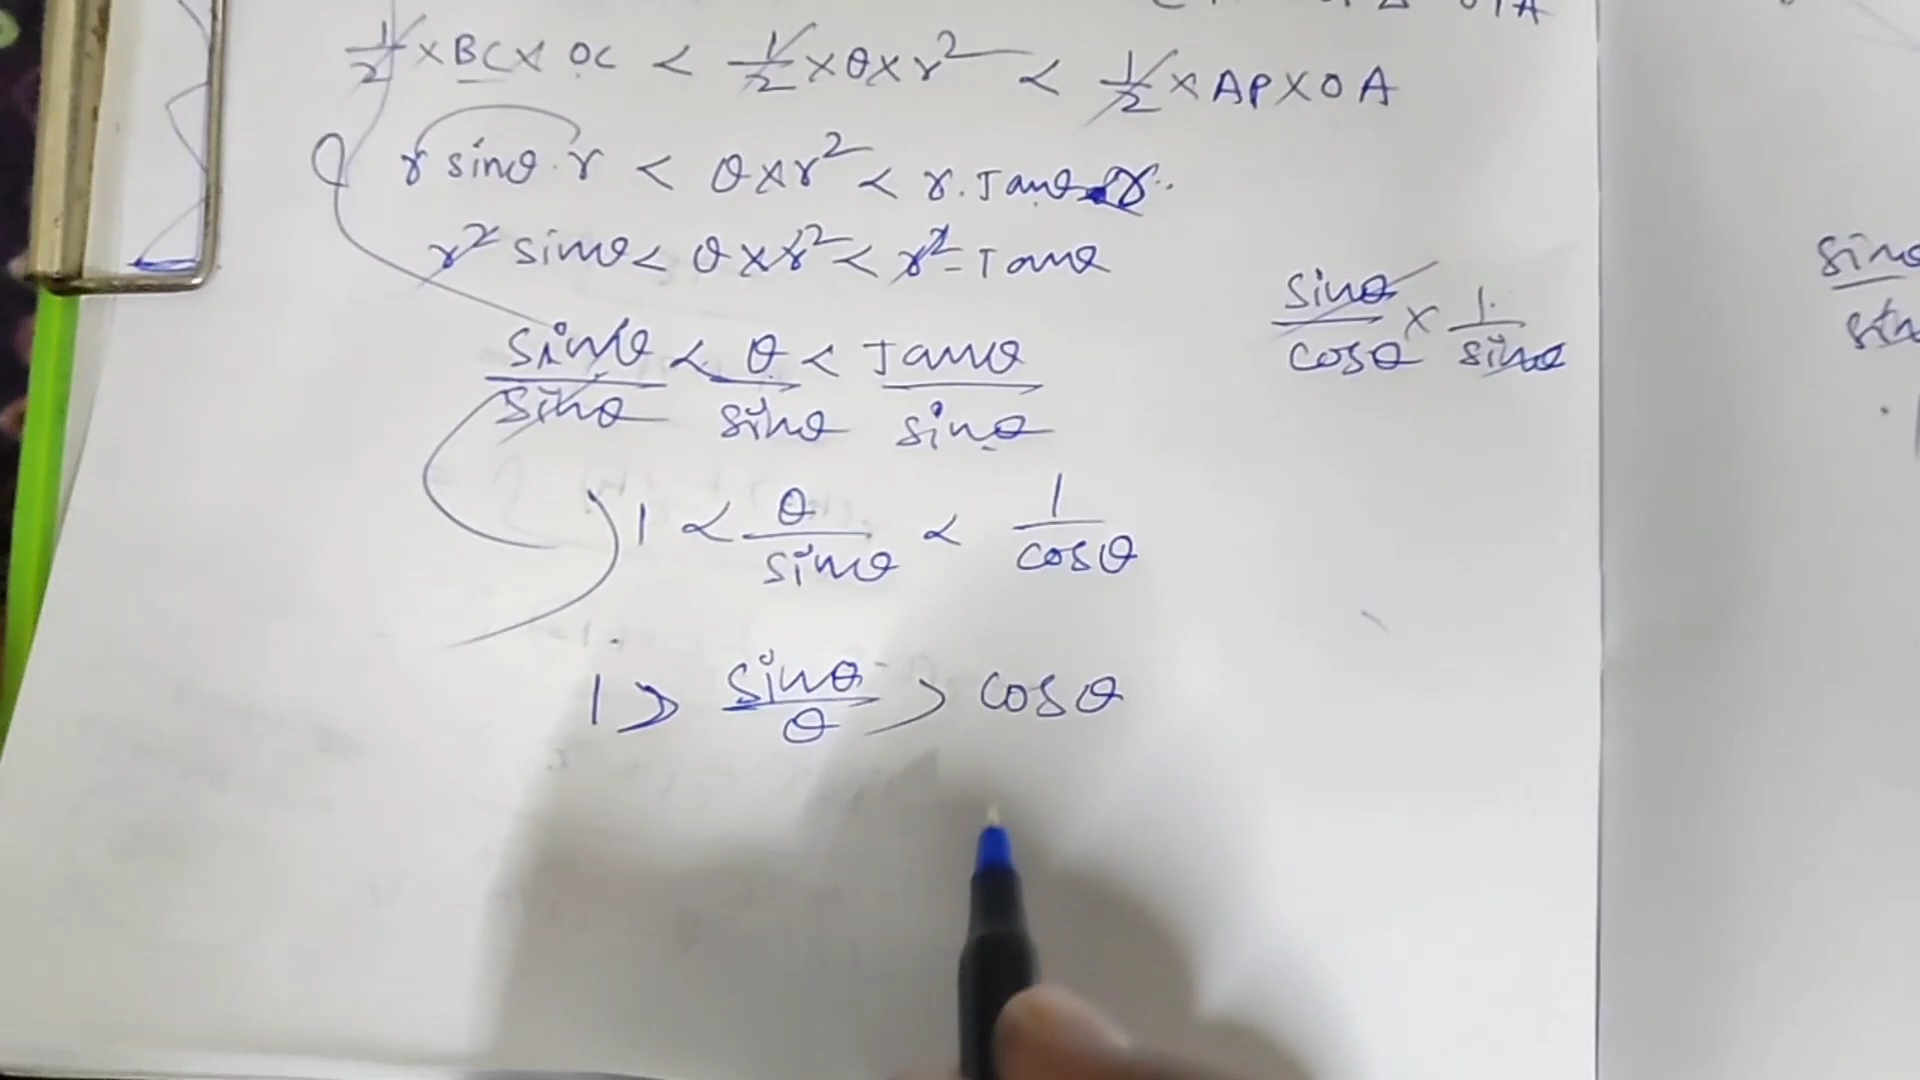 1/2 × BC × OC < 1/2 × θ × r² < 1/2 × AP × OA
r sinθ · r < θ × r² < r. Tanθ r.
r² sinθ < θ × r² < r² Tanθ
sinθ/sinθ < θ/sinθ < Tanθ/sinθ
sinθ/cosθ × 1/sinθ
1 < θ/sinθ < 1/cosθ
1 > sinθ/θ > cosθ